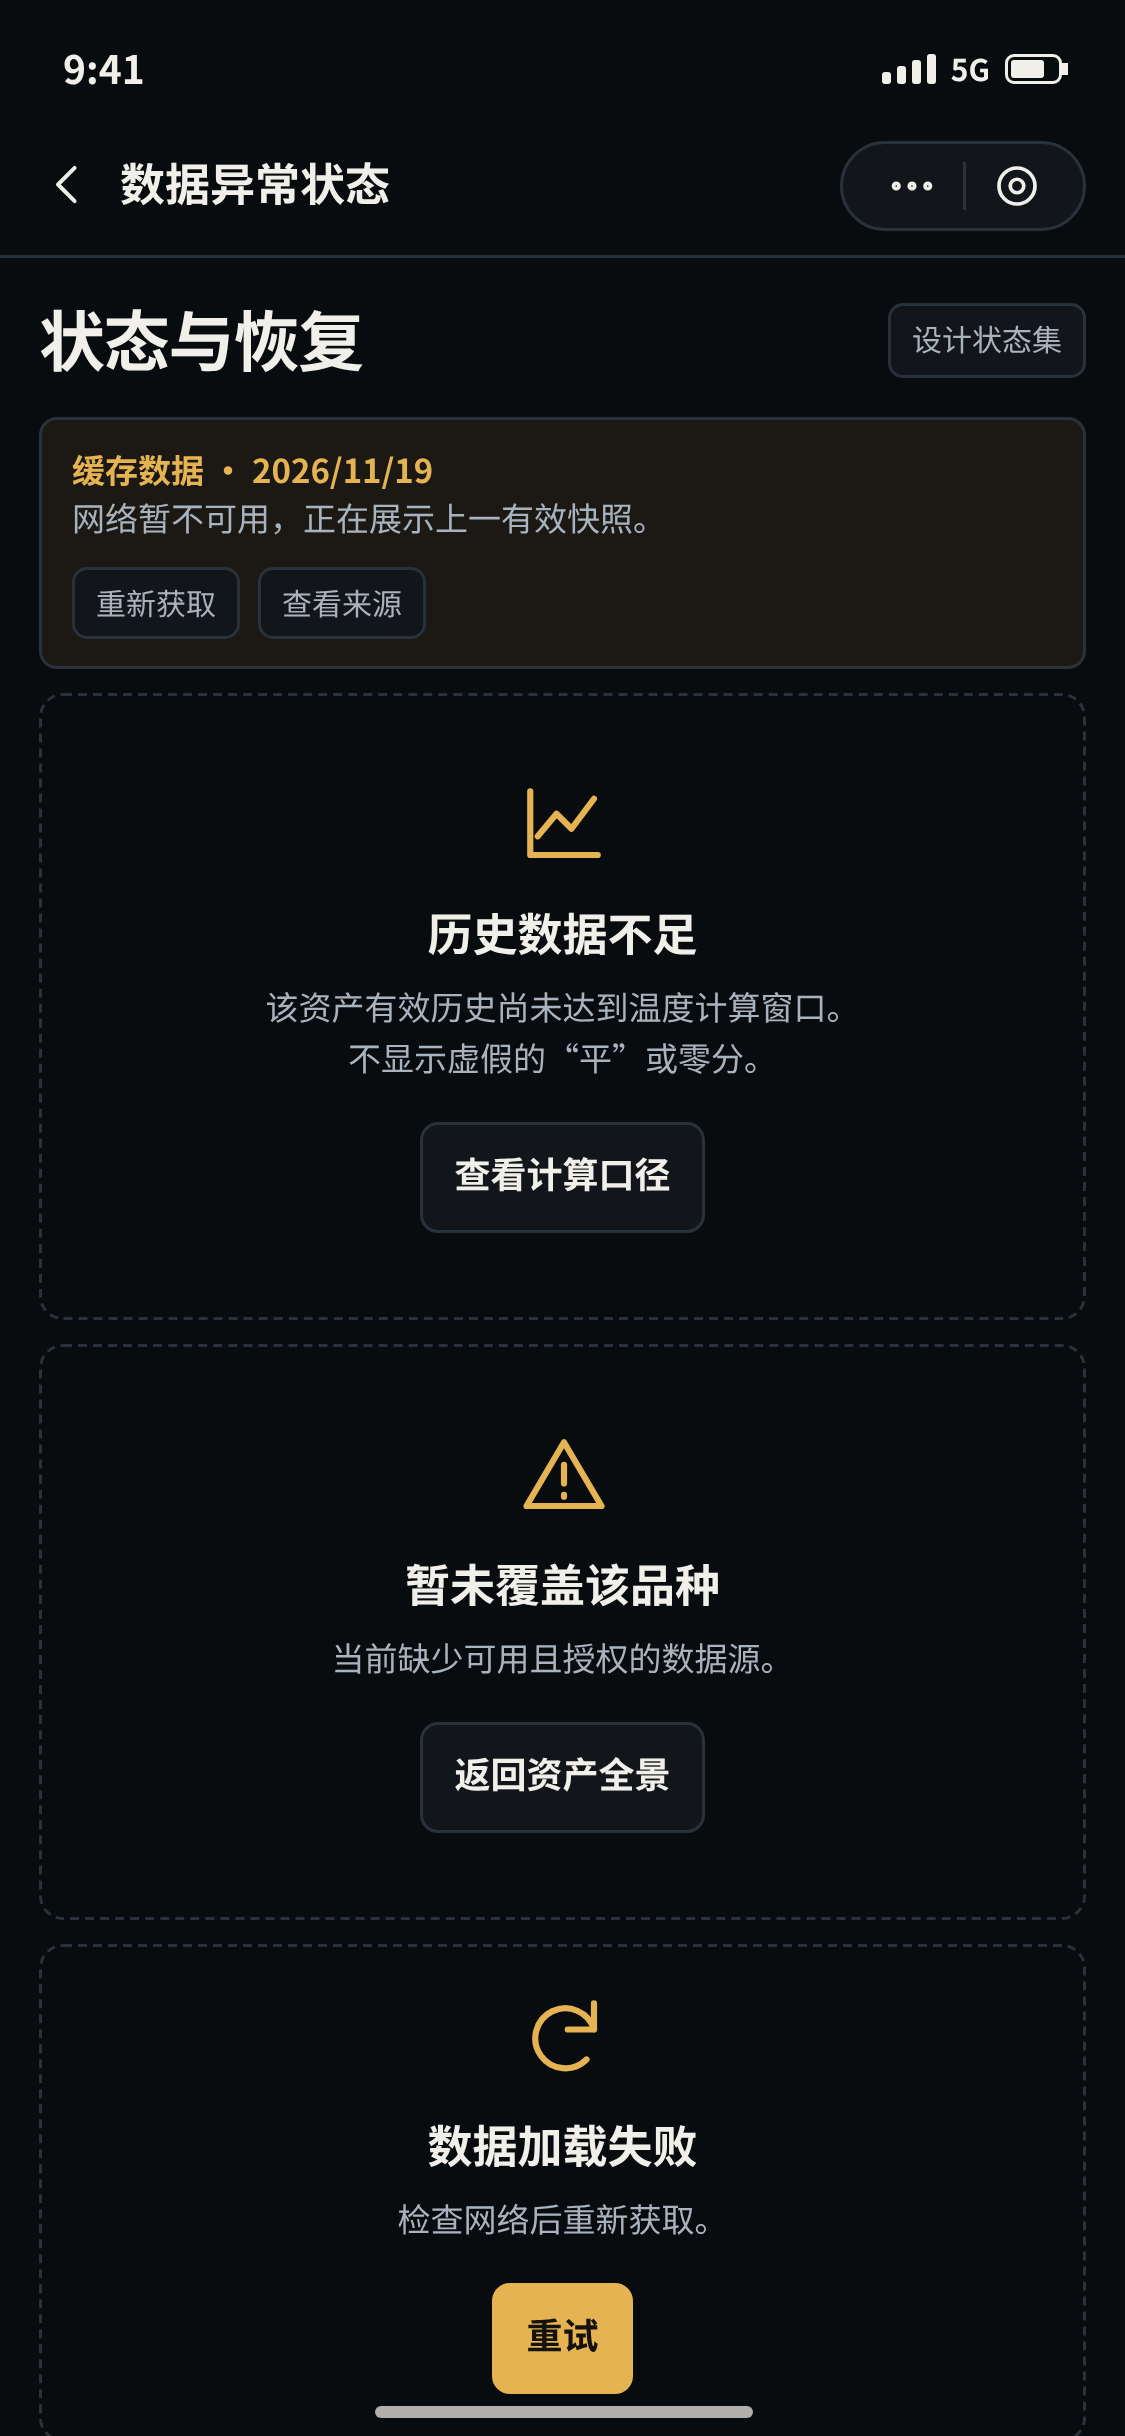 9:41
5G
数据异常状态
状态与恢复
设计状态集
缓存数据 · 2026/11/19
网络暂不可用，正在展示上一有效快照。
重新获取
查看来源
历史数据不足
该资产有效历史尚未达到温度计算窗口。
不显示虚假的“平”或零分。
查看计算口径
暂未覆盖该品种
当前缺少可用且授权的数据源。
返回资产全景
数据加载失败
检查网络后重新获取。
重试